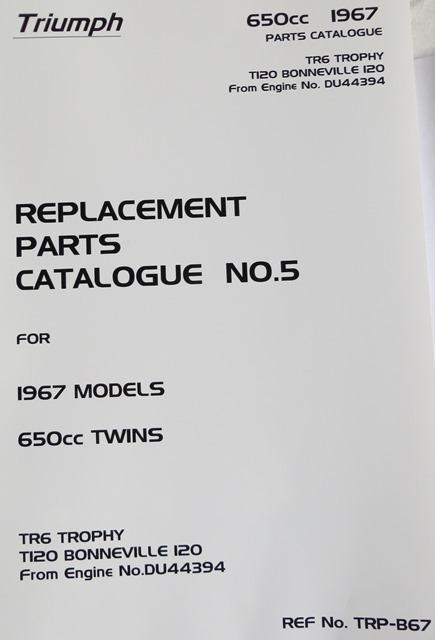 Triumph
650cc 1967
PARTS CATALOGUE
TR6 TROPHY
T120 BONNEVILLE 120
From Engine No. DU44394
REPLACEMENT
PARTS
CATALOGUE NO.5
FOR
1967 MODELS
650cc TWINS
TR6 TROPHY
T120 BONNEVILLE 120
From Engine No.DU44394
REF No. TRP-B67